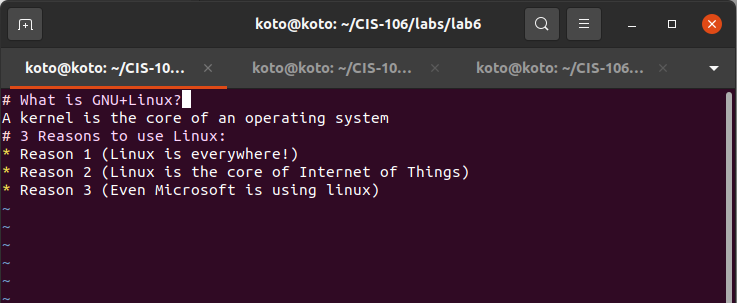 koto@koto: ~/CIS-106/labs/lab6
koto@koto: ~/CIS-10...
koto@koto: ~/CIS-10...
koto@koto: ~/CIS-106...
# What is GNU+Linux?
A kernel is the core of an operating system
# 3 Reasons to use Linux:
* Reason 1 (Linux is everywhere!)
* Reason 2 (Linux is the core of Internet of Things)
* Reason 3 (Even Microsoft is using linux)
~
~
~
~
~
~